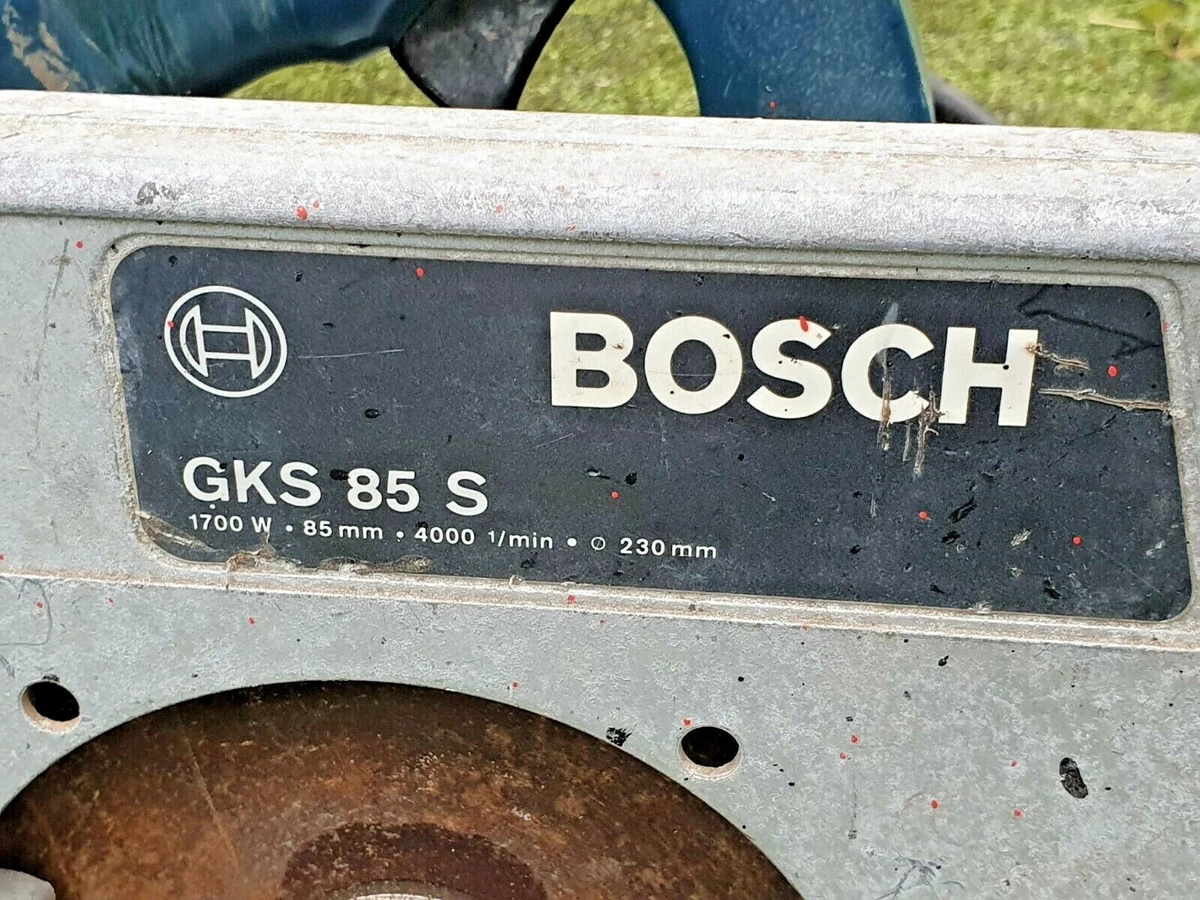 BOSCH
GKS 85 S
1700 W • 85 mm • 4000 1/min • ∅ 230 mm